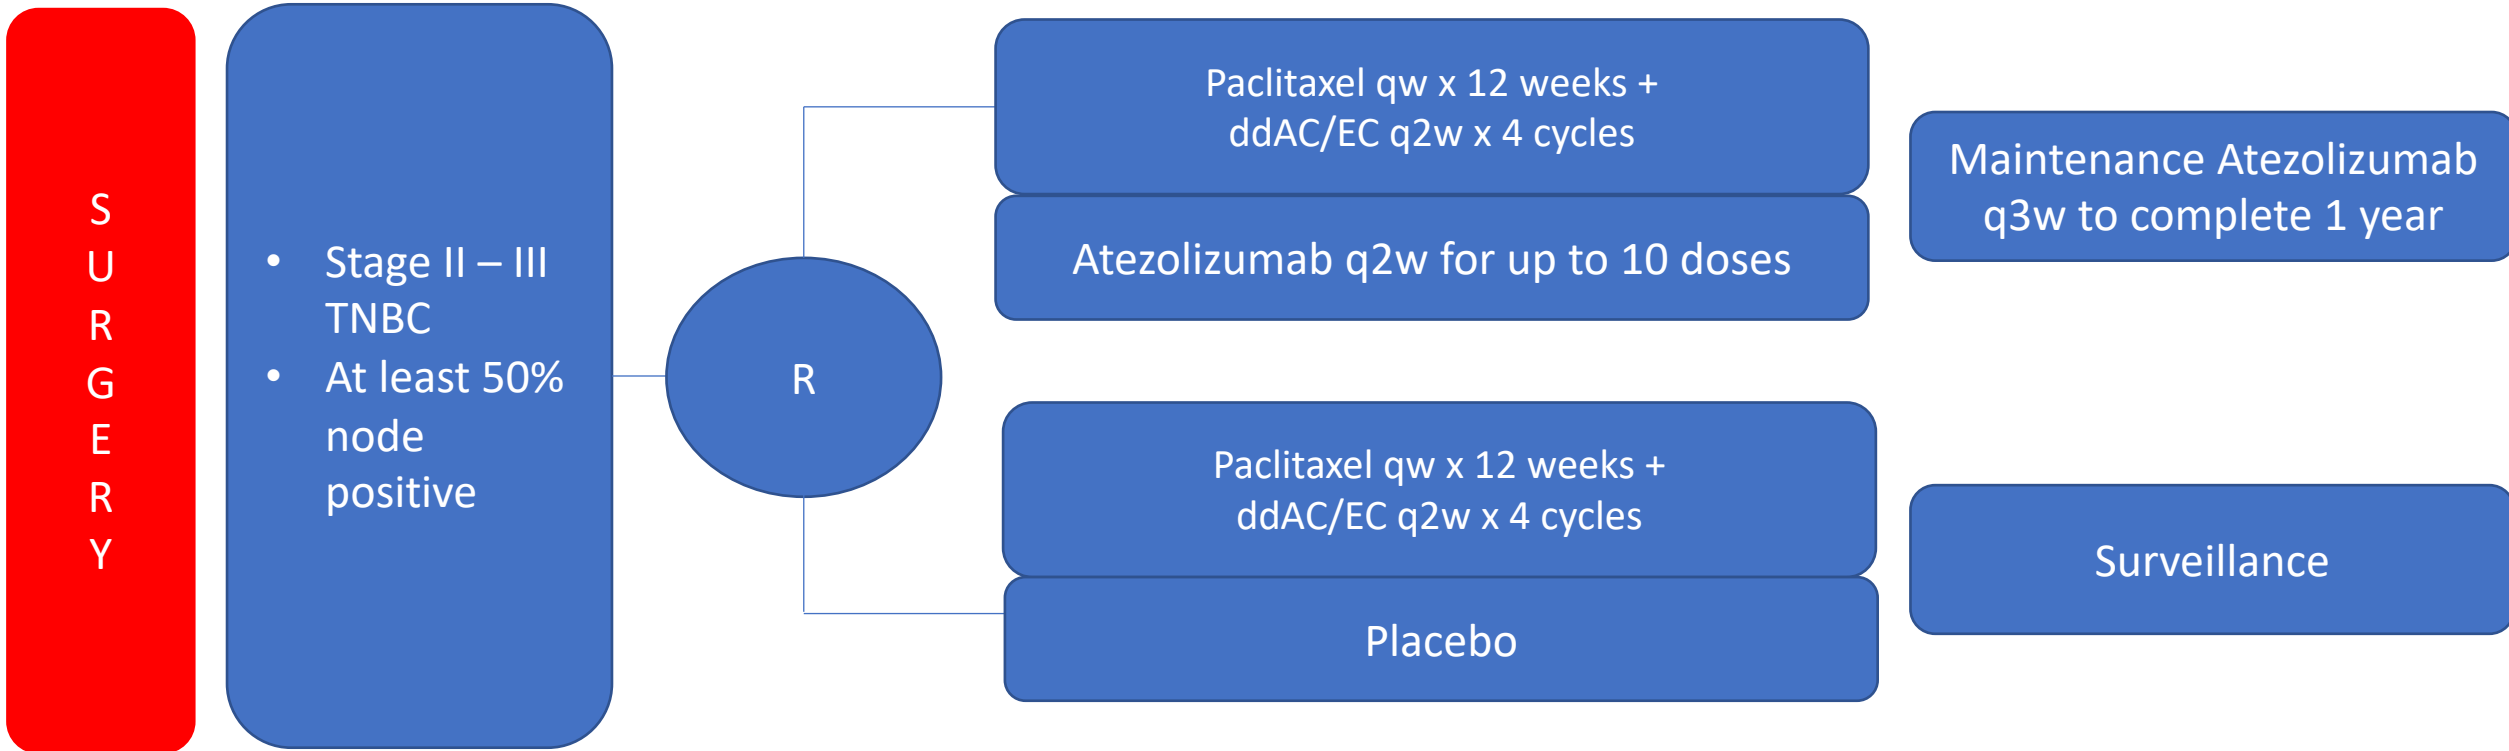 S
U
R
G
E
R
Y
• Stage II – III
TNBC
• At least 50%
node
positive
R
Paclitaxel qw x 12 weeks +
ddAC/EC q2w x 4 cycles
Atezolizumab q2w for up to 10 doses
Maintenance Atezolizumab
q3w to complete 1 year
Paclitaxel qw x 12 weeks +
ddAC/EC q2w x 4 cycles
Placebo
Surveillance